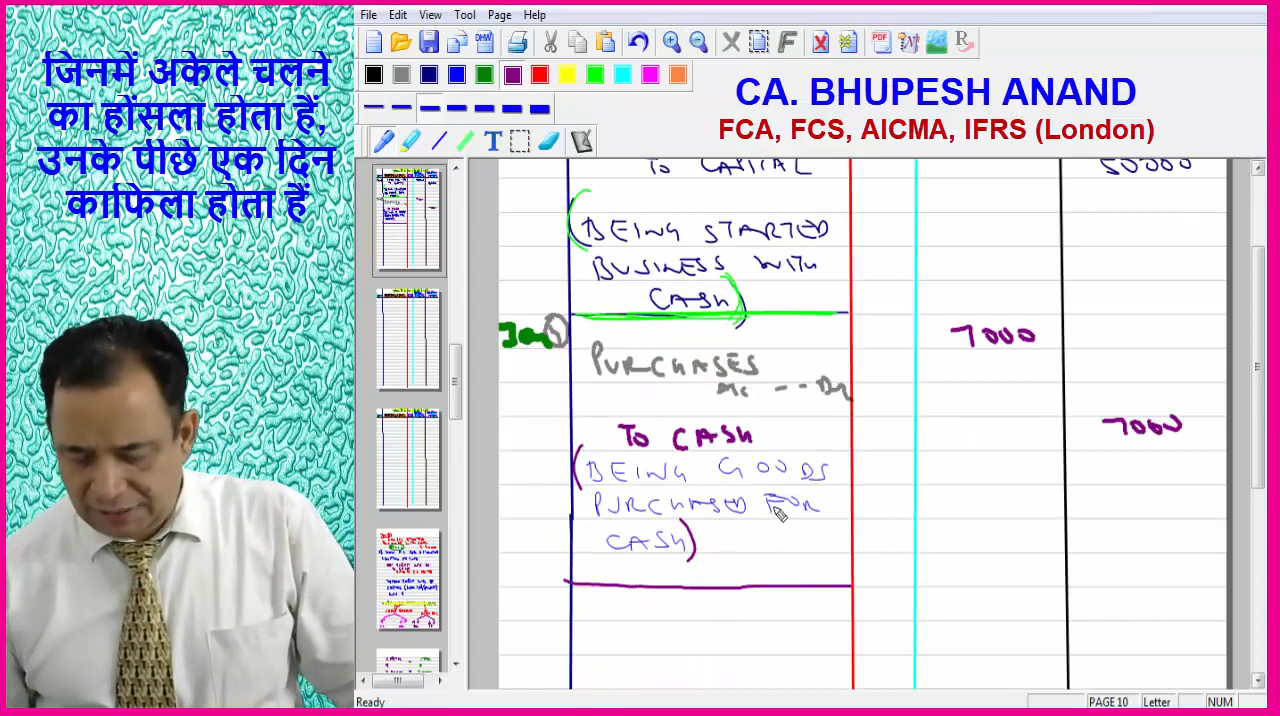 जिनमें अकेले चलने
का होंसला होता हैं,
उनके पीछे एक दिन
काफिला होता हैं
File Edit View Tool Page Help
CA. BHUPESH ANAND
FCA, FCS, AICMA, IFRS (London)
TO CAPITAL 50000
(BEING STARTED
BUSINESS WITH
CASH)
Jan 7000
PURCHASES
A/c --- Dr
TO CASH 7000
(BEING GOODS
PURCHASED FOR
CASH)
Ready PAGE 10 Letter NUM